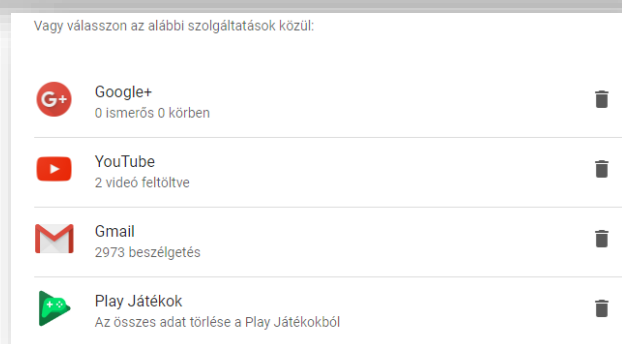 Vagy válasszon az alábbi szolgáltatások közül:
G+
Google+
0 ismerős 0 körben
YouTube
2 videó feltöltve
Gmail
2973 beszélgetés
Play Játékok
Az összes adat törlése a Play Játékokból